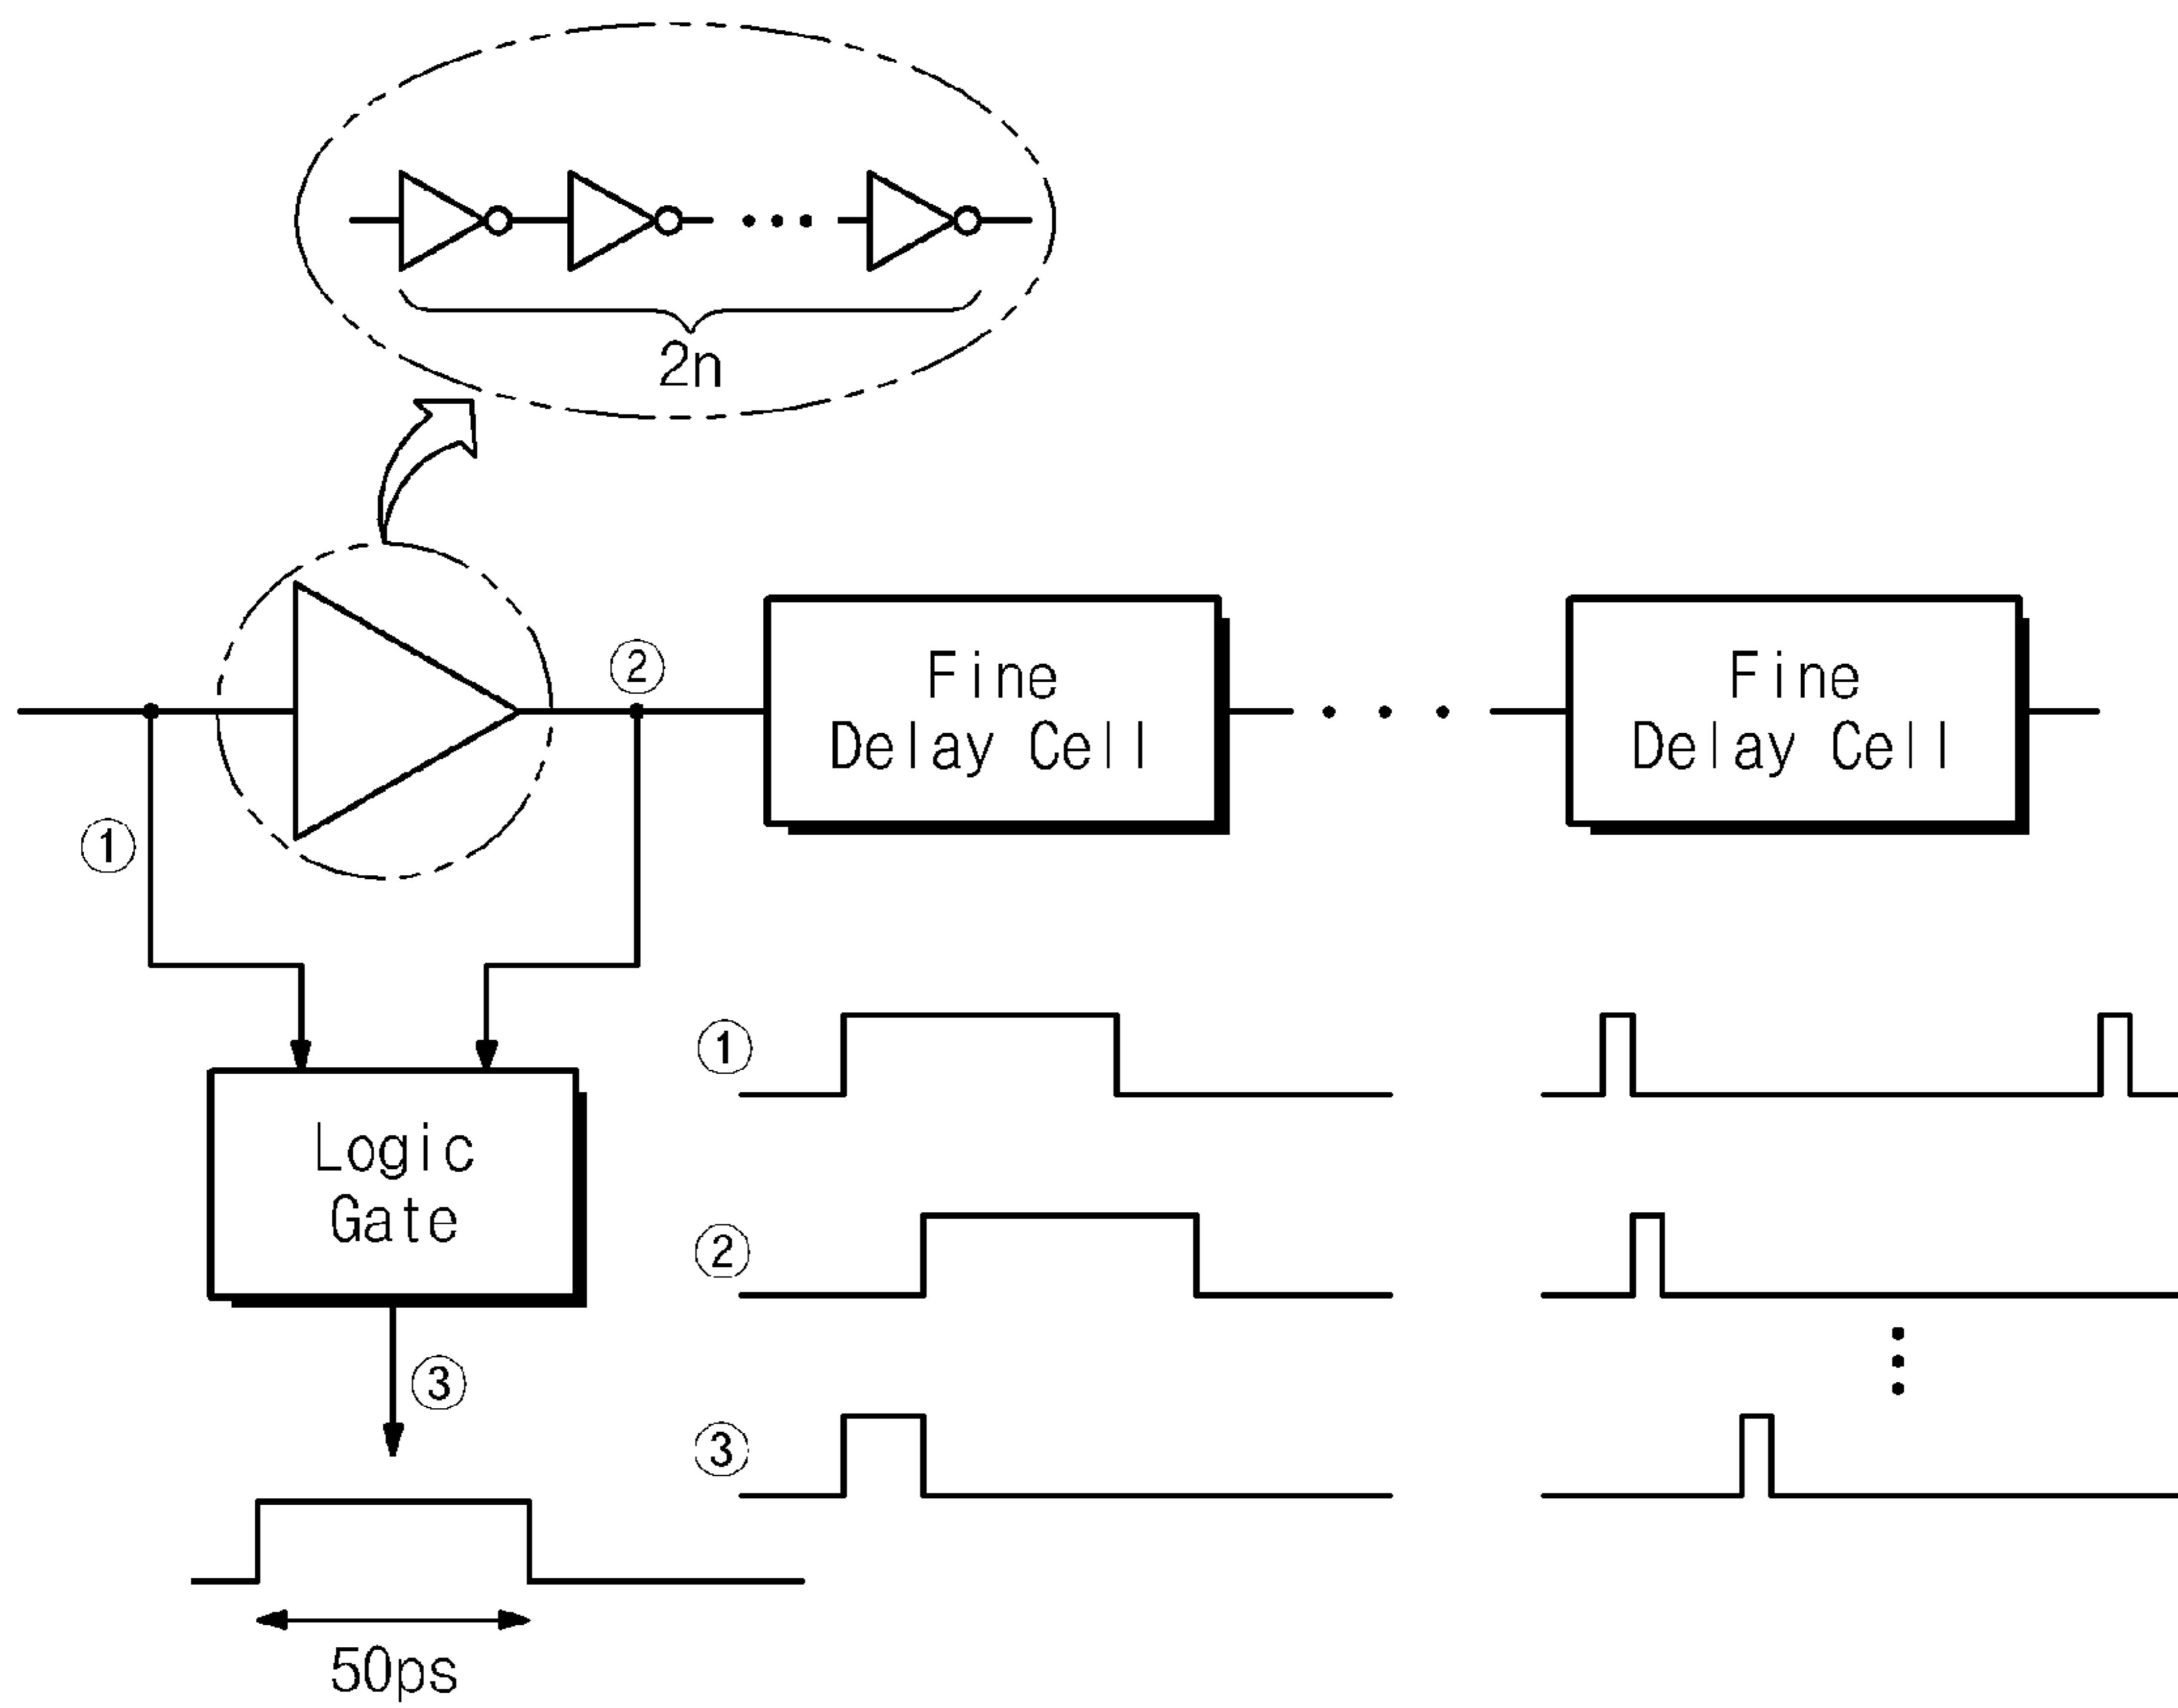 2n
②
Fine
Delay Cell
Fine
Delay Cell
①
①
Logic
Gate
②
③
③
50ps